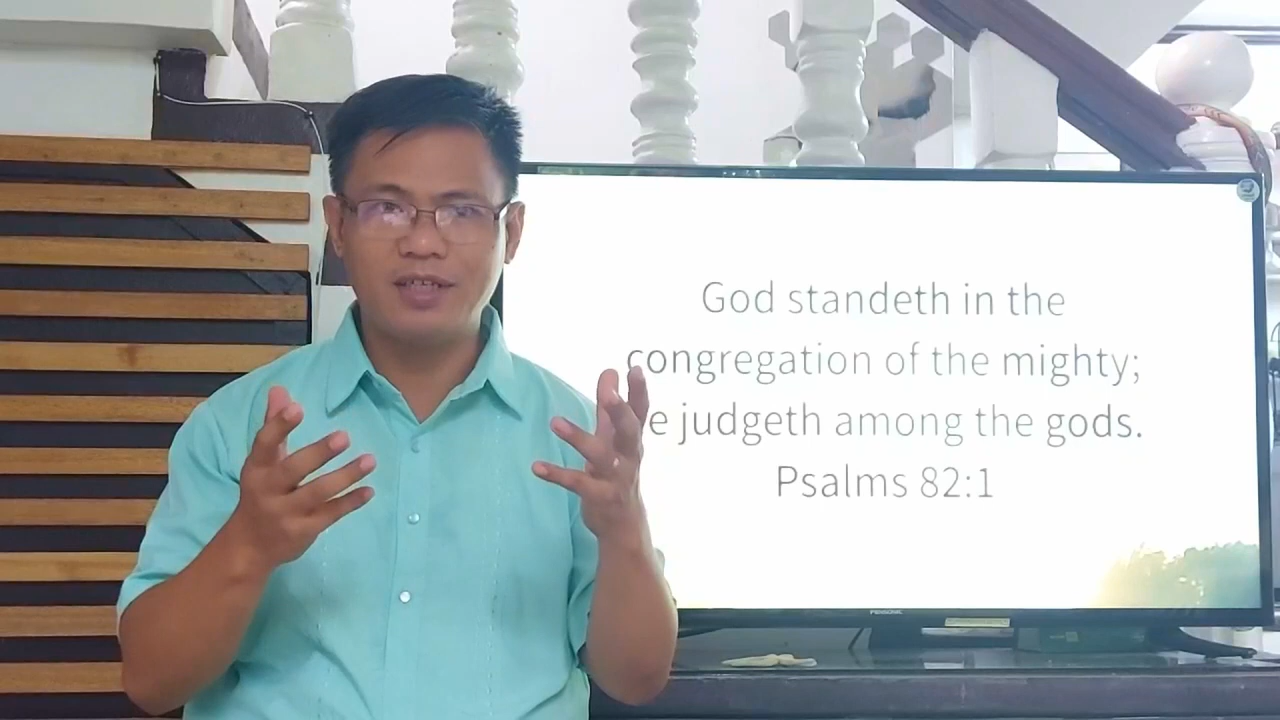 God standeth in the
congregation of the mighty;
e judgeth among the gods.
Psalms 82:1